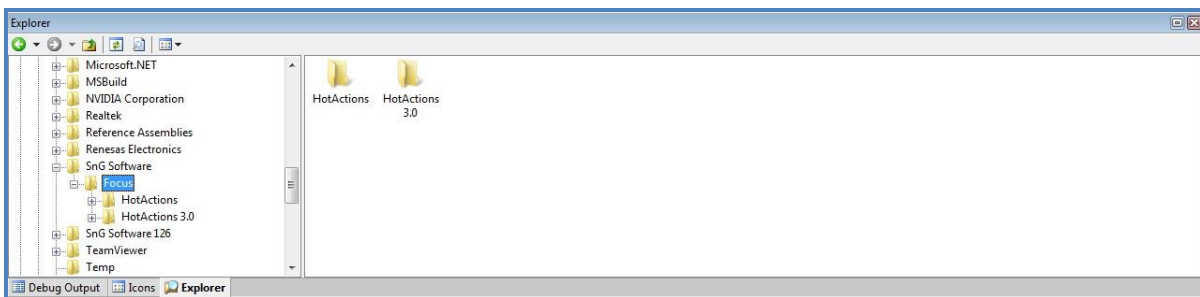 Explorer
Microsoft.NET
MSBuild
NVIDIA Corporation
Realtek
Reference Assemblies
Renesas Electronics
SnG Software
Focus
HotActions
HotActions 3.0
SnG Software 126
TeamViewer
Temp
HotActions HotActions
3.0
Debug Output Icons Explorer